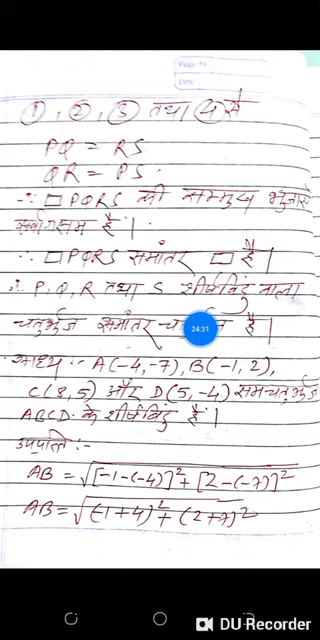 ①, ②, ③ तथा ④ से
PQ = RS
QR = PS.
∴ □PQRS की सम्मुख भुजाएं
सर्वांगसम है।
∴ □PQRS समांतर □ है।
∴ P, Q, R तथा S शीर्षबिंदु वाला
चतुर्भुज समांतर है।
24:31
साध्य :- A(-4,-7), B(-1,2),
C(8,5) और D(5,-4) समचतुर्भुज
ABCD के शीर्षबिंदु है।
उपपत्ति :-
AB = √[-1-(-4)]²+[2-(-7)]²
AB = √(-1+4)²+(2+7)²
DU Recorder